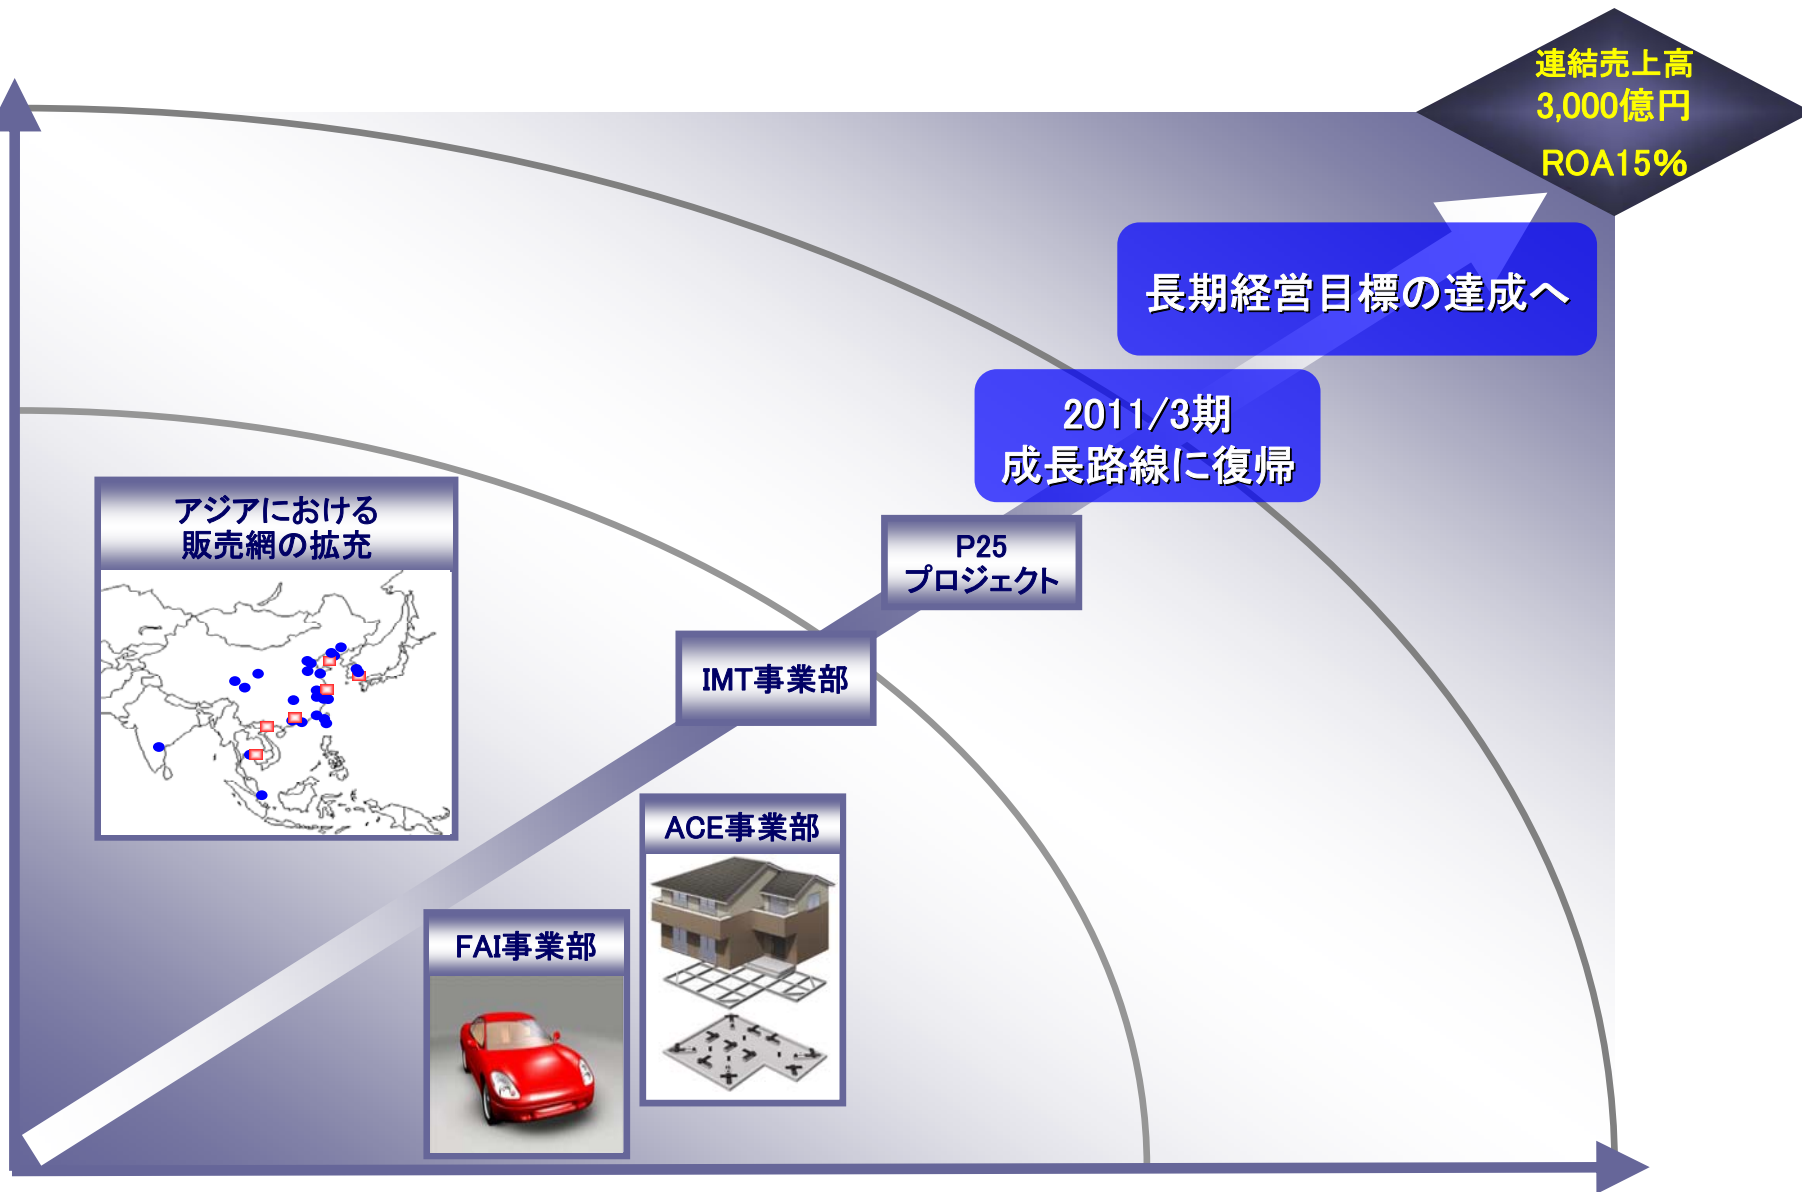 連結売上高
3,000億円
ROA15%
長期経営目標の達成へ
2011/3期
成長路線に復帰
P25
プロジェクト
IMT事業部
アジアにおける
販売網の拡充
ACE事業部
FAI事業部